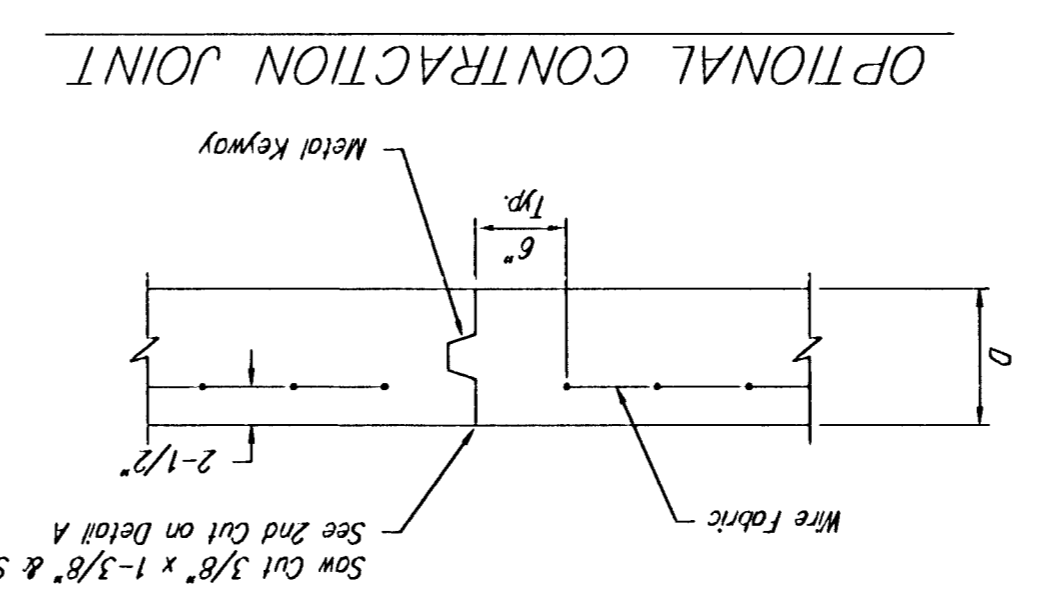 Saw Cut 3/8" x 1-3/8" & S
See 2nd Cut on Detail A
Wire Fabric
2-1/2"
D
6"
Typ.
Metal Keyway
OPTIONAL CONTRACTION JOINT